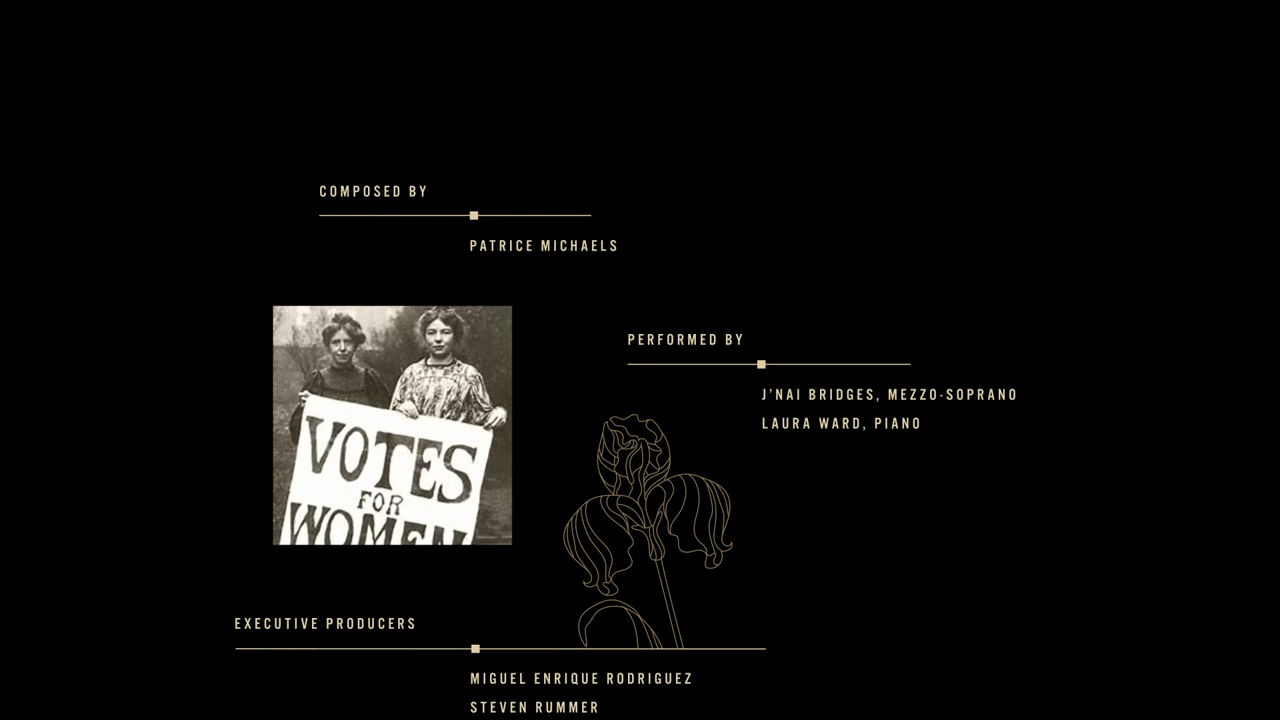 COMPOSED BY
PATRICE MICHAELS
VOTES
FOR
WOMEN
PERFORMED BY
J'NAI BRIDGES, MEZZO-SOPRANO
LAURA WARD, PIANO
EXECUTIVE PRODUCERS
MIGUEL ENRIQUE RODRIGUEZ
STEVEN RUMMER